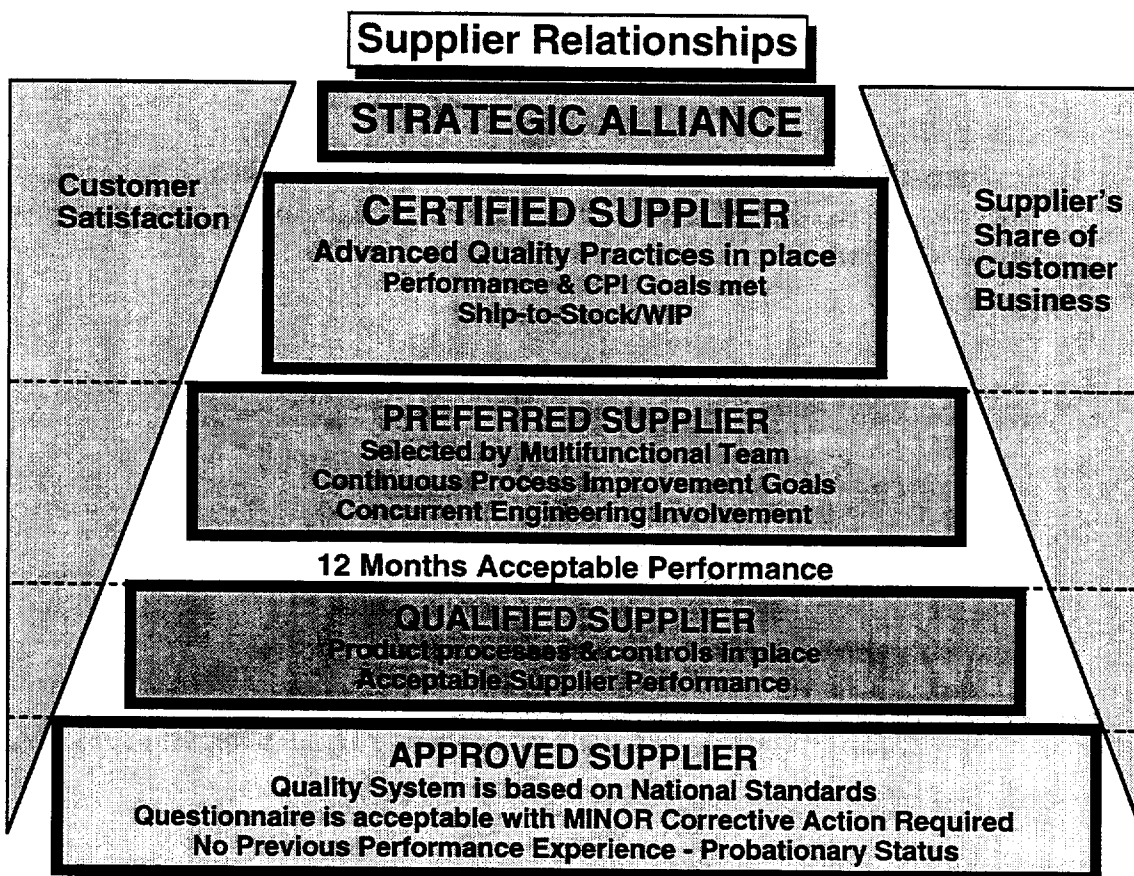 Supplier Relationships
STRATEGIC ALLIANCE
Customer
Satisfaction
CERTIFIED SUPPLIER
Advanced Quality Practices in place
Performance & CPI Goals met
Ship-to-Stock/WIP
Supplier's
Share of
Customer
Business
PREFERRED SUPPLIER
Selected by Multifunctional Team
Continuous Process Improvement Goals
Concurrent Engineering Involvement
12 Months Acceptable Performance
QUALIFIED SUPPLIER
Product processes & controls in place
Acceptable Supplier Performance
APPROVED SUPPLIER
Quality System is based on National Standards
Questionnaire is acceptable with MINOR Corrective Action Required
No Previous Performance Experience - Probationary Status